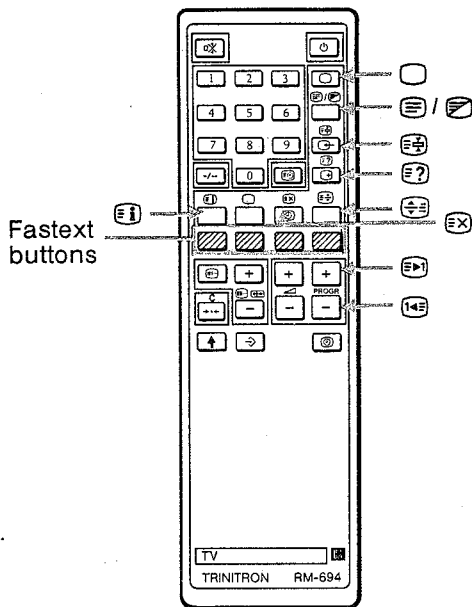 1 2 3
4 5 6
7 8 9
-/-- 0
Fastext
buttons
+ + +
C PROGR
- - -
TV
TRINITRON RM-694